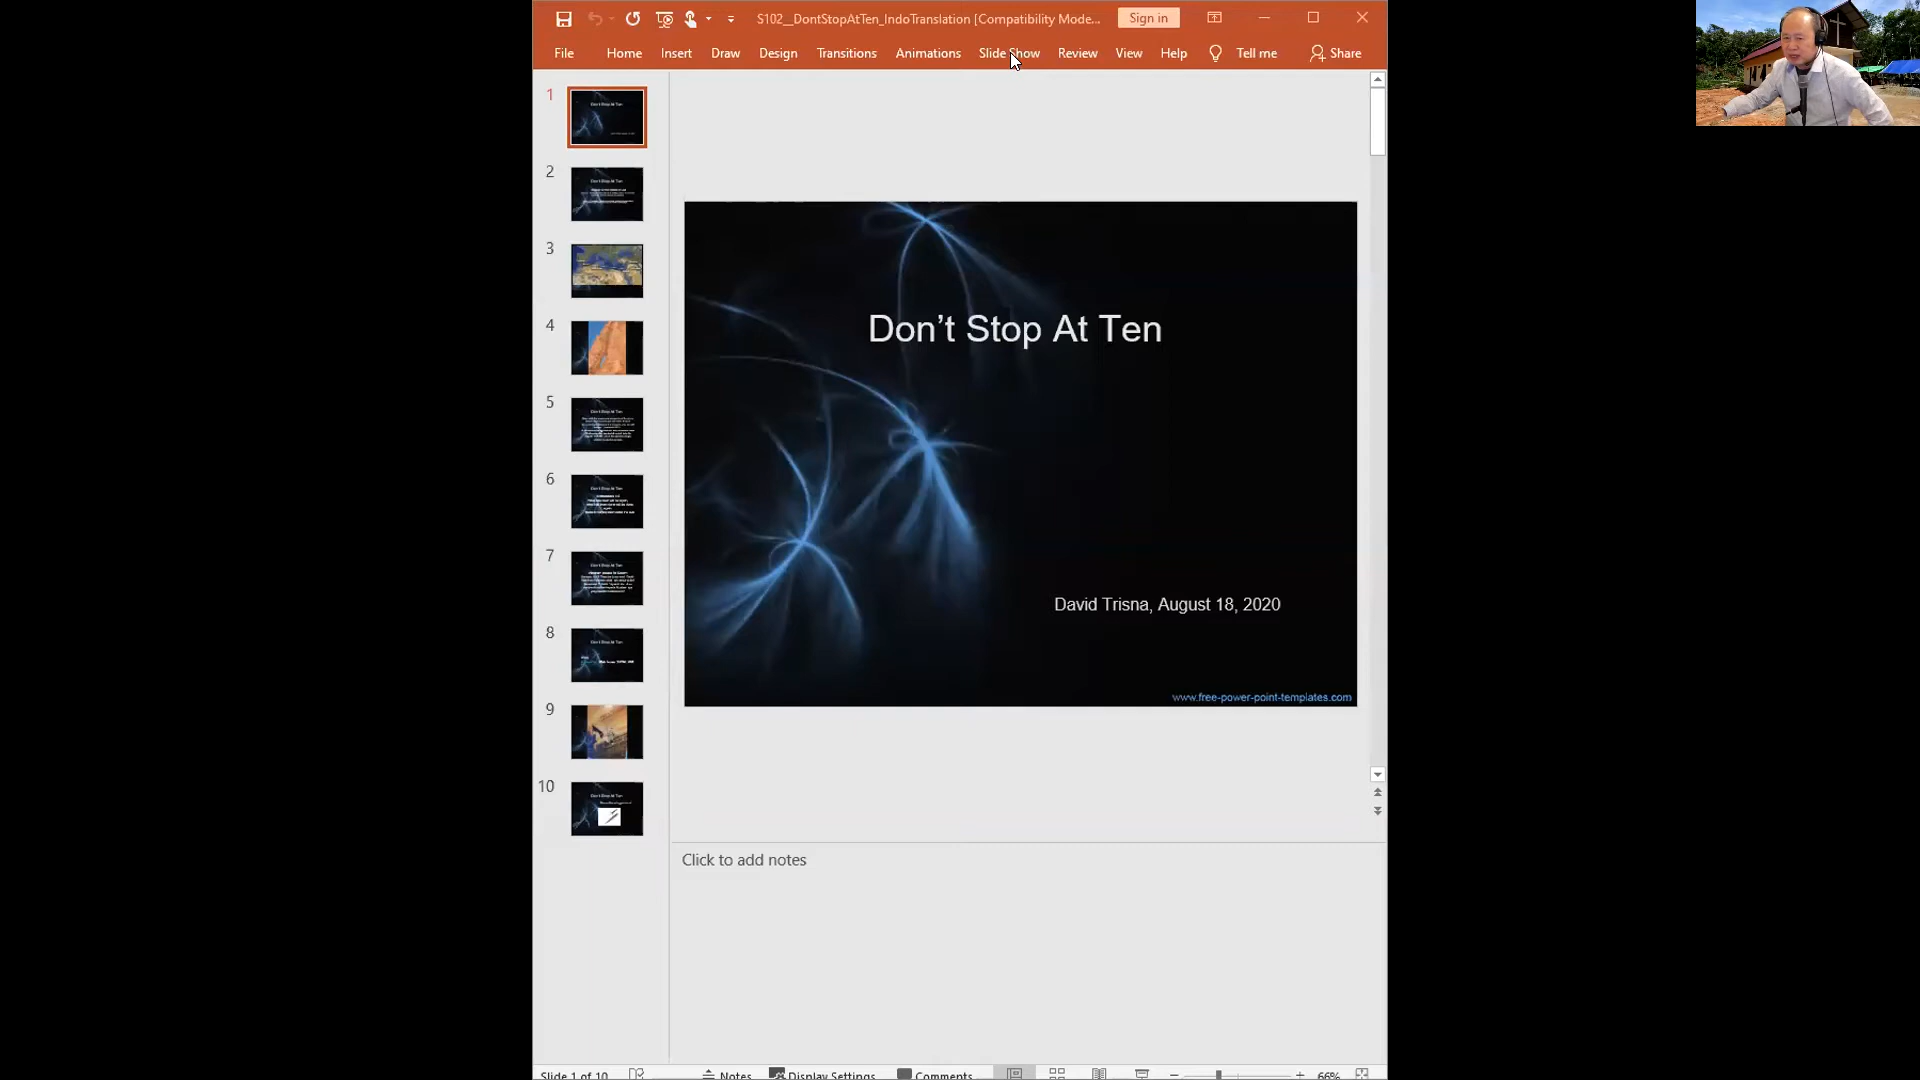 S102_DontStopAtTen_IndoTranslation [Compatibility Mode...
Sign in
File Home Insert Draw Design Transitions Animations Slide Show Review View Help Tell me Share
1
2
3
4
5
6
7
8
9
10
Don't Stop At Ten
David Trisna, August 18, 2020
www.free-power-point-templates.com
Click to add notes
Slide 1 of 10 Notes Display Settings Comments 66%